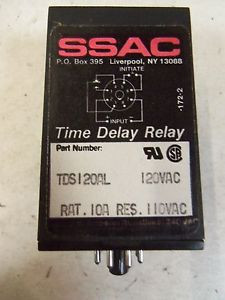 SSAC
P.O. Box 395 Liverpool, NY 13088
INITIATE
INPUT
-172-2
Time Delay Relay
Part Number:
TDS120AL 120VAC
RAT. 10A RES. 110VAC